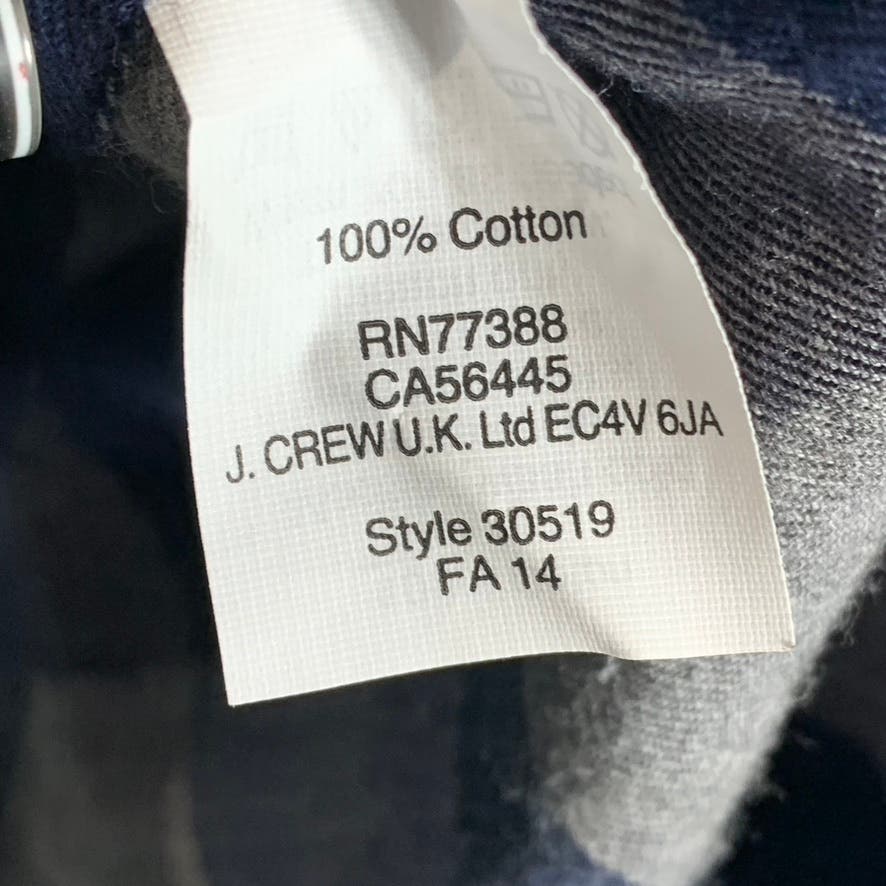 100% Cotton
RN77388
CA56445
J. CREW U.K. Ltd EC4V 6JA
Style 30519
FA 14